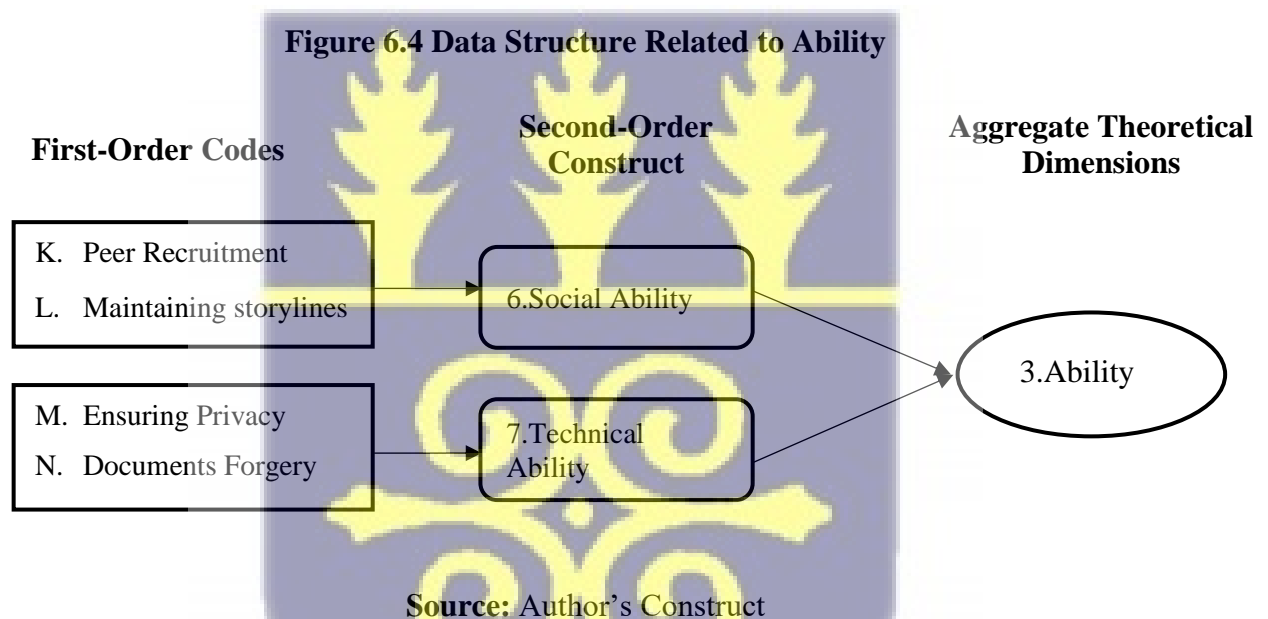 Figure 6.4 Data Structure Related to Ability
First-Order Codes
Second-Order
Construct
Aggregate Theoretical
Dimensions
K. Peer Recruitment
L. Maintaining storylines
6.Social Ability
M. Ensuring Privacy
N. Documents Forgery
7.Technical
Ability
3.Ability
Source: Author's Construct